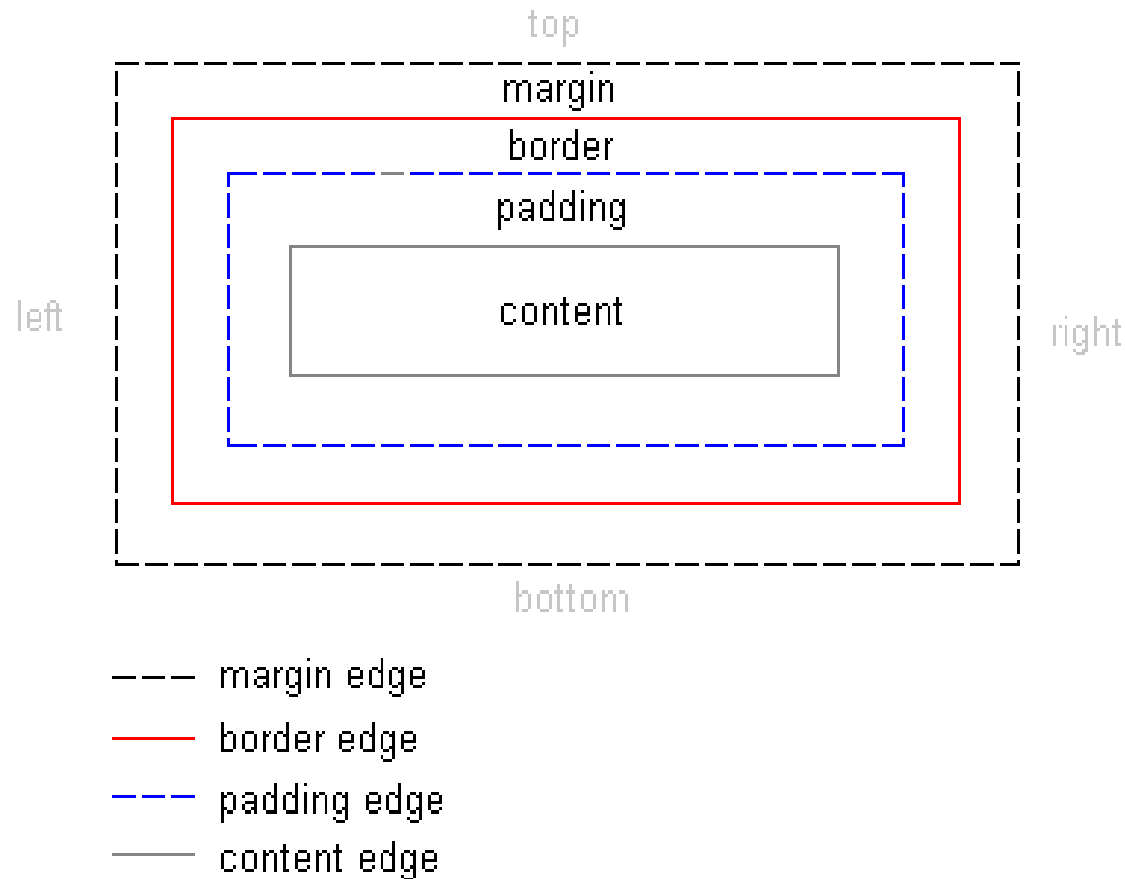 top
margin
border
padding
content
left
right
bottom
margin edge
border edge
padding edge
content edge